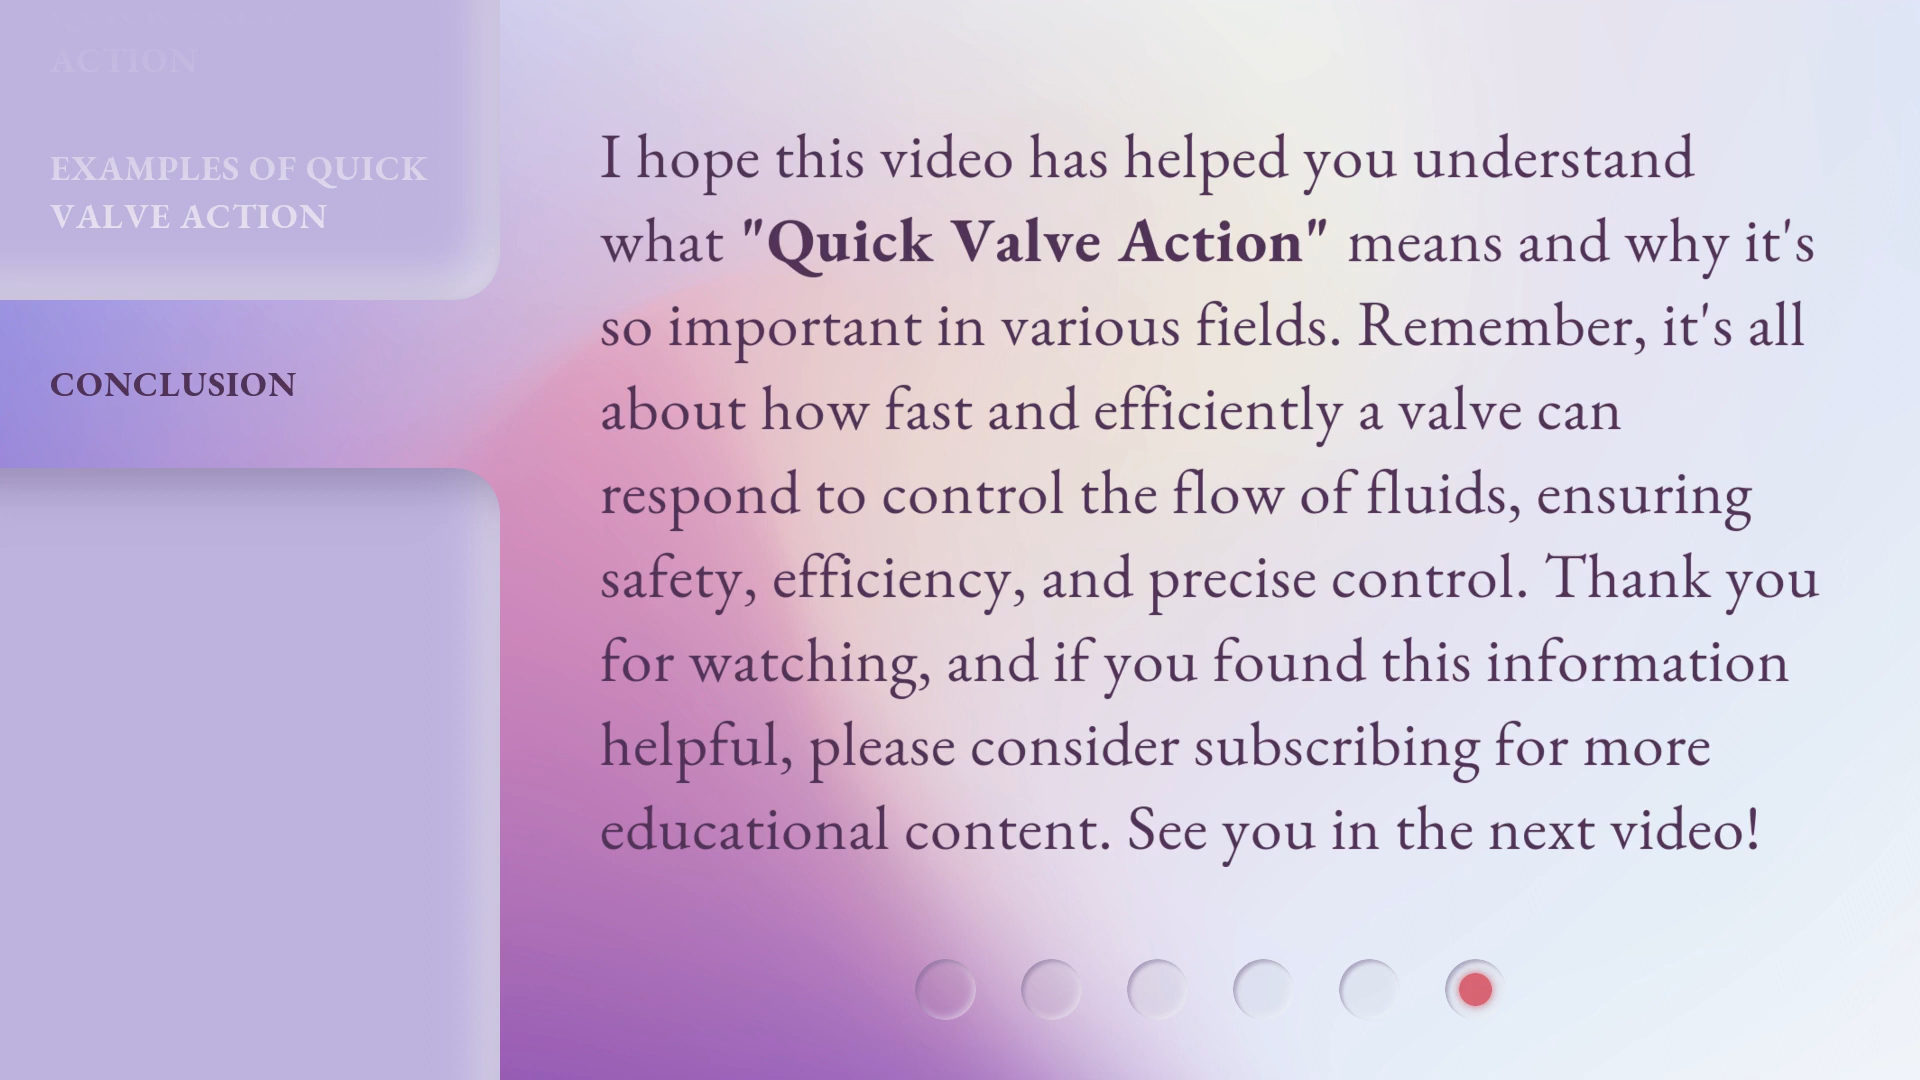 ACTION
EXAMPLES OF QUICK
VALVE ACTION
CONCLUSION
I hope this video has helped you understand
what "Quick Valve Action" means and why it's
so important in various fields. Remember, it's all
about how fast and efficiently a valve can
respond to control the flow of fluids, ensuring
safety, efficiency, and precise control. Thank you
for watching, and if you found this information
helpful, please consider subscribing for more
educational content. See you in the next video!